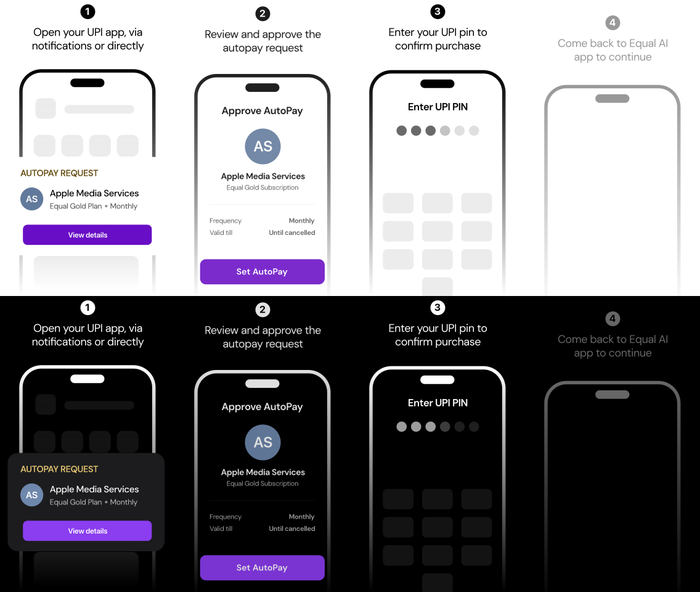 1
Open your UPI app, via
notifications or directly
AUTOPAY REQUEST
AS
Apple Media Services
Equal Gold Plan • Monthly
View details
2
Review and approve the
autopay request
Approve AutoPay
AS
Apple Media Services
Equal Gold Subscription
Frequency Monthly
Valid till Until cancelled
Set AutoPay
3
Enter your UPI pin to
confirm purchase
Enter UPI PIN
4
Come back to Equal AI
app to continue
1
Open your UPI app, via
notifications or directly
AUTOPAY REQUEST
AS
Apple Media Services
Equal Gold Plan • Monthly
View details
2
Review and approve the
autopay request
Approve AutoPay
AS
Apple Media Services
Equal Gold Subscription
Frequency Monthly
Valid till Until cancelled
Set AutoPay
3
Enter your UPI pin to
confirm purchase
Enter UPI PIN
4
Come back to Equal AI
app to continue